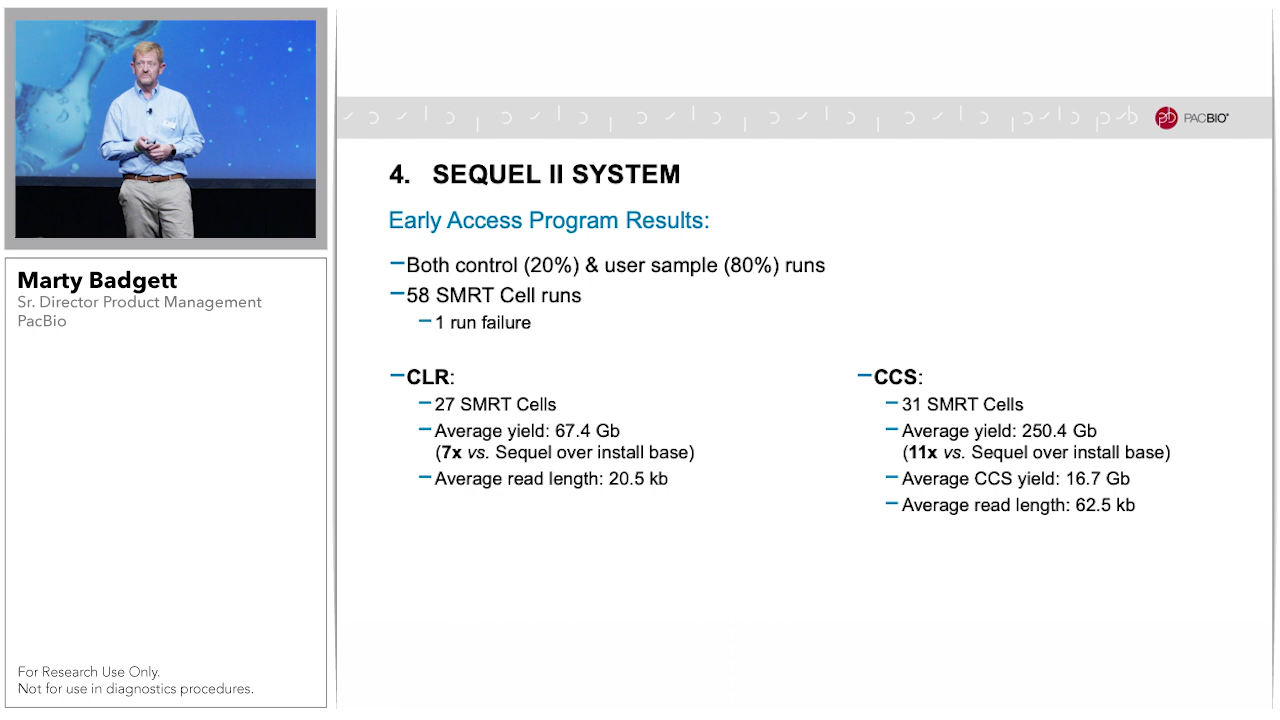 Marty Badgett
Sr. Director Product Management
PacBio
For Research Use Only.
Not for use in diagnostics procedures.
PACBIO®
4. SEQUEL II SYSTEM
Early Access Program Results:
–Both control (20%) & user sample (80%) runs
–58 SMRT Cell runs
–1 run failure
–CLR:
–27 SMRT Cells
–Average yield: 67.4 Gb
(7x vs. Sequel over install base)
–Average read length: 20.5 kb
–CCS:
–31 SMRT Cells
–Average yield: 250.4 Gb
(11x vs. Sequel over install base)
–Average CCS yield: 16.7 Gb
–Average read length: 62.5 kb